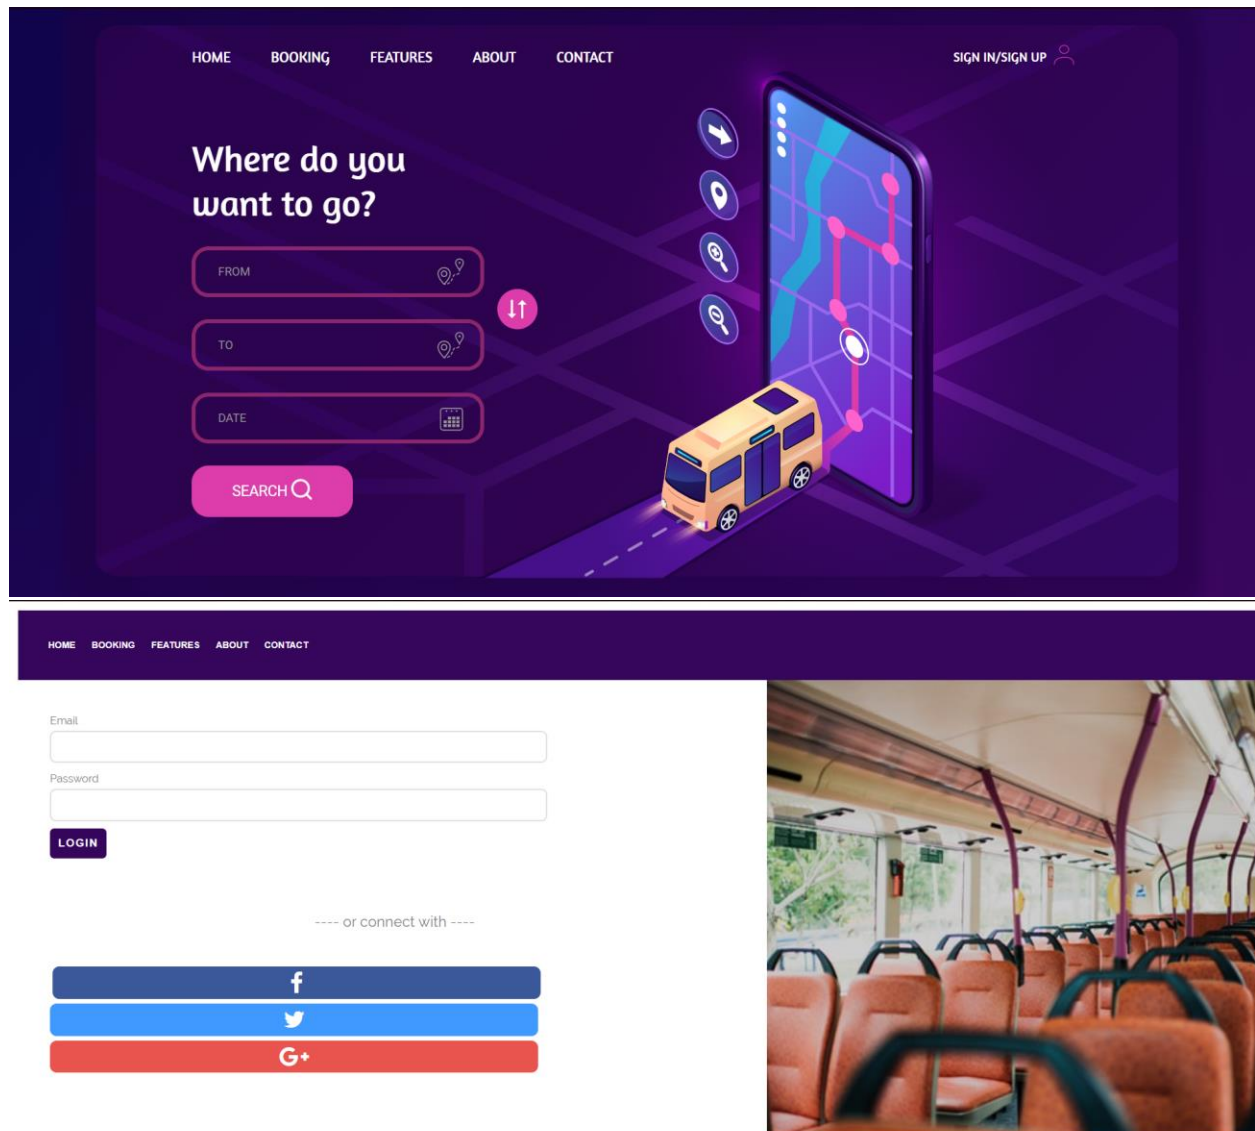 HOME BOOKING FEATURES ABOUT CONTACT SIGN IN/SIGN UP
Where do you
want to go?
FROM
TO
DATE
SEARCH
HOME BOOKING FEATURES ABOUT CONTACT
Email
Password
LOGIN
---- or connect with ----
f
G+